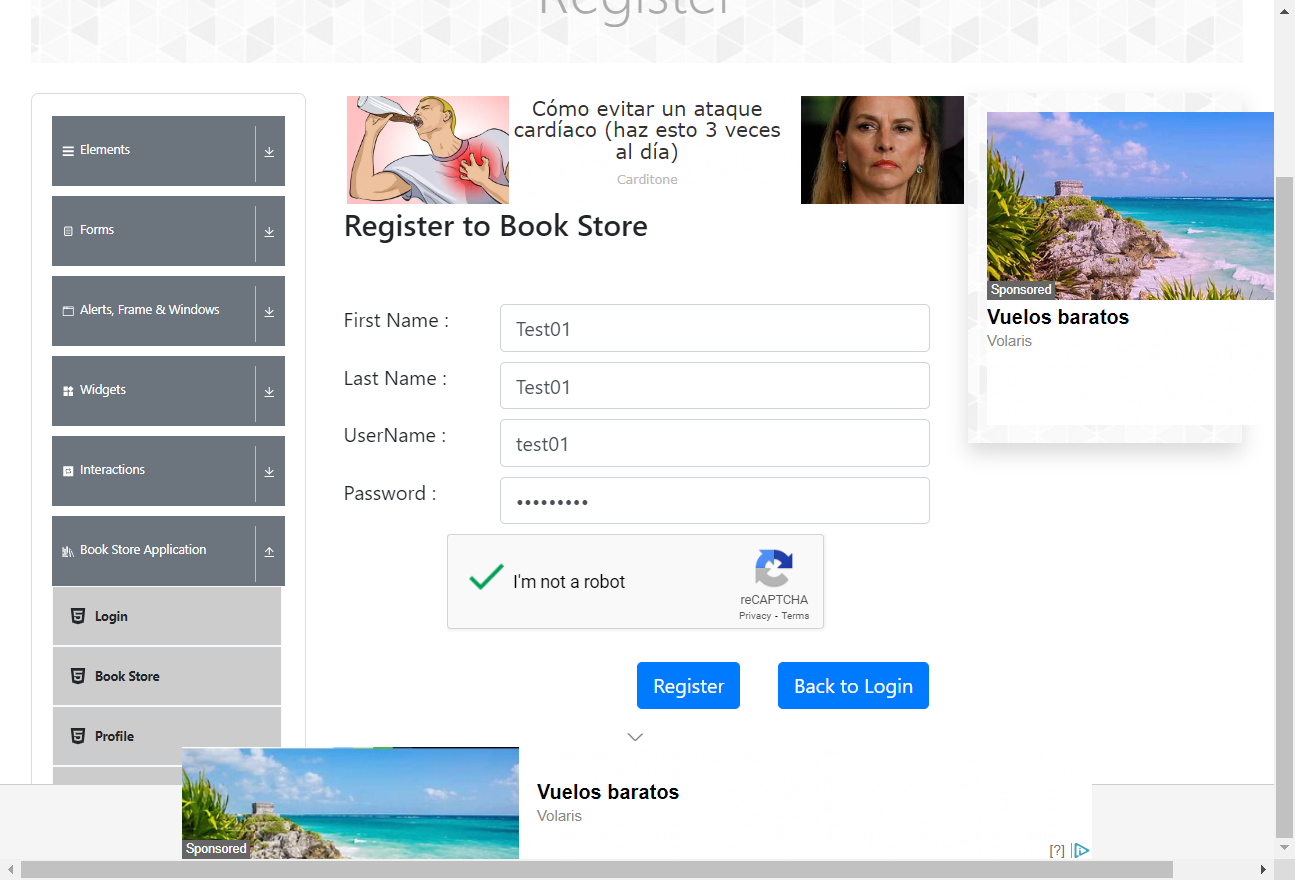 Register
Elements
Forms
Alerts, Frame & Windows
Widgets
Interactions
Book Store Application
Login
Book Store
Profile
Cómo evitar un ataque
cardíaco (haz esto 3 veces
al día)
Carditone
Register to Book Store
First Name :
Test01
Last Name :
Test01
UserName :
test01
Password :
•••••••••
I'm not a robot
reCAPTCHA
Privacy - Terms
Register
Back to Login
Sponsored
Vuelos baratos
Volaris
Sponsored
Vuelos baratos
Volaris
[?]